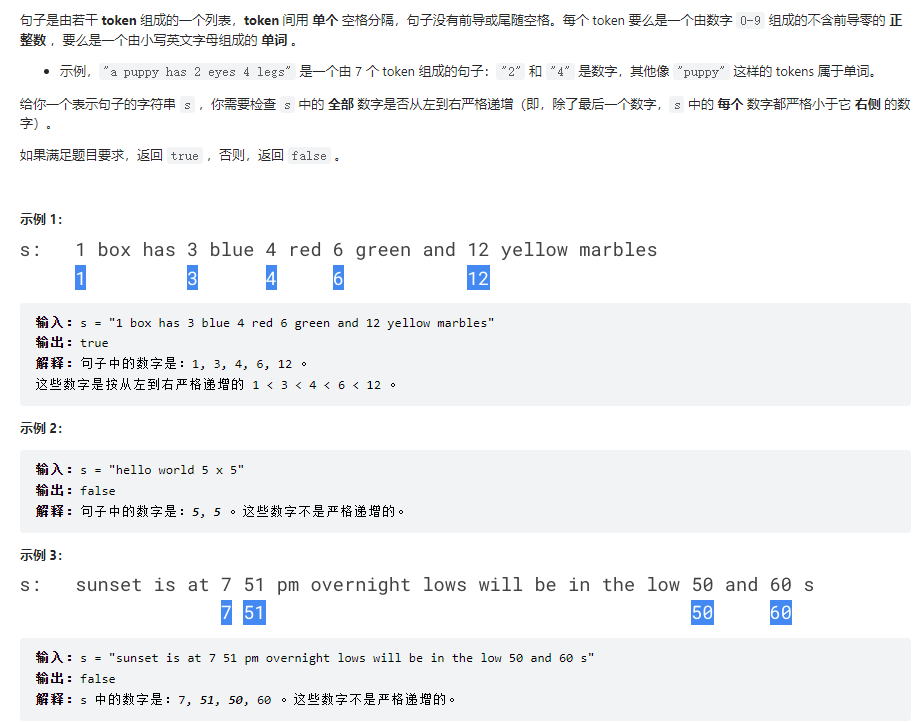 句子是由若干 token 组成的一个列表，token 间用 单个 空格分隔，句子没有前导或尾随空格。每个 token 要么是一个由数字 0-9 组成的不含前导零的 正
整数 ，要么是一个由小写英文字母组成的 单词 。
• 示例，"a puppy has 2 eyes 4 legs" 是一个由 7 个 token 组成的句子："2" 和 "4" 是数字，其他像 "puppy" 这样的 tokens 属于单词。
给你一个表示句子的字符串 s ，你需要检查 s 中的 全部 数字是否从左到右严格递增（即，除了最后一个数字，s 中的 每个 数字都严格小于它 右侧 的数
字）。
如果满足题目要求，返回 true ，否则，返回 false 。
示例 1：
s: 1 box has 3 blue 4 red 6 green and 12 yellow marbles
1 3 4 6 12
输入：s = "1 box has 3 blue 4 red 6 green and 12 yellow marbles"
输出：true
解释：句子中的数字是：1, 3, 4, 6, 12 。
这些数字是按从左到右严格递增的 1 < 3 < 4 < 6 < 12 。
示例 2：
输入：s = "hello world 5 x 5"
输出：false
解释：句子中的数字是：5, 5 。这些数字不是严格递增的。
示例 3：
s: sunset is at 7 51 pm overnight lows will be in the low 50 and 60 s
7 51 50 60
输入：s = "sunset is at 7 51 pm overnight lows will be in the low 50 and 60 s"
输出：false
解释：s 中的数字是：7, 51, 50, 60 。这些数字不是严格递增的。